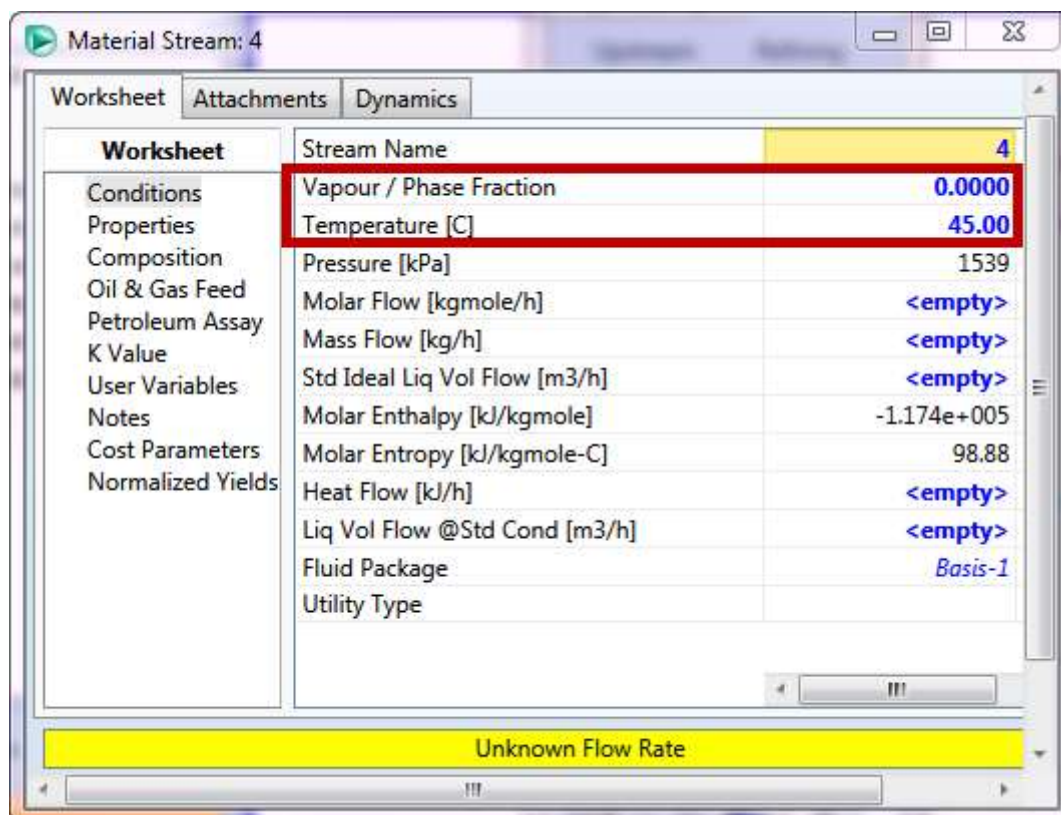 Material Stream: 4
Worksheet Attachments Dynamics
Worksheet
Conditions
Properties
Composition
Oil & Gas Feed
Petroleum Assay
K Value
User Variables
Notes
Cost Parameters
Normalized Yields
Stream Name 4
Vapour / Phase Fraction 0.0000
Temperature [C] 45.00
Pressure [kPa] 1539
Molar Flow [kgmole/h] <empty>
Mass Flow [kg/h] <empty>
Std Ideal Liq Vol Flow [m3/h] <empty>
Molar Enthalpy [kJ/kgmole] -1.174e+005
Molar Entropy [kJ/kgmole-C] 98.88
Heat Flow [kJ/h] <empty>
Liq Vol Flow @Std Cond [m3/h] <empty>
Fluid Package Basis-1
Utility Type
Unknown Flow Rate